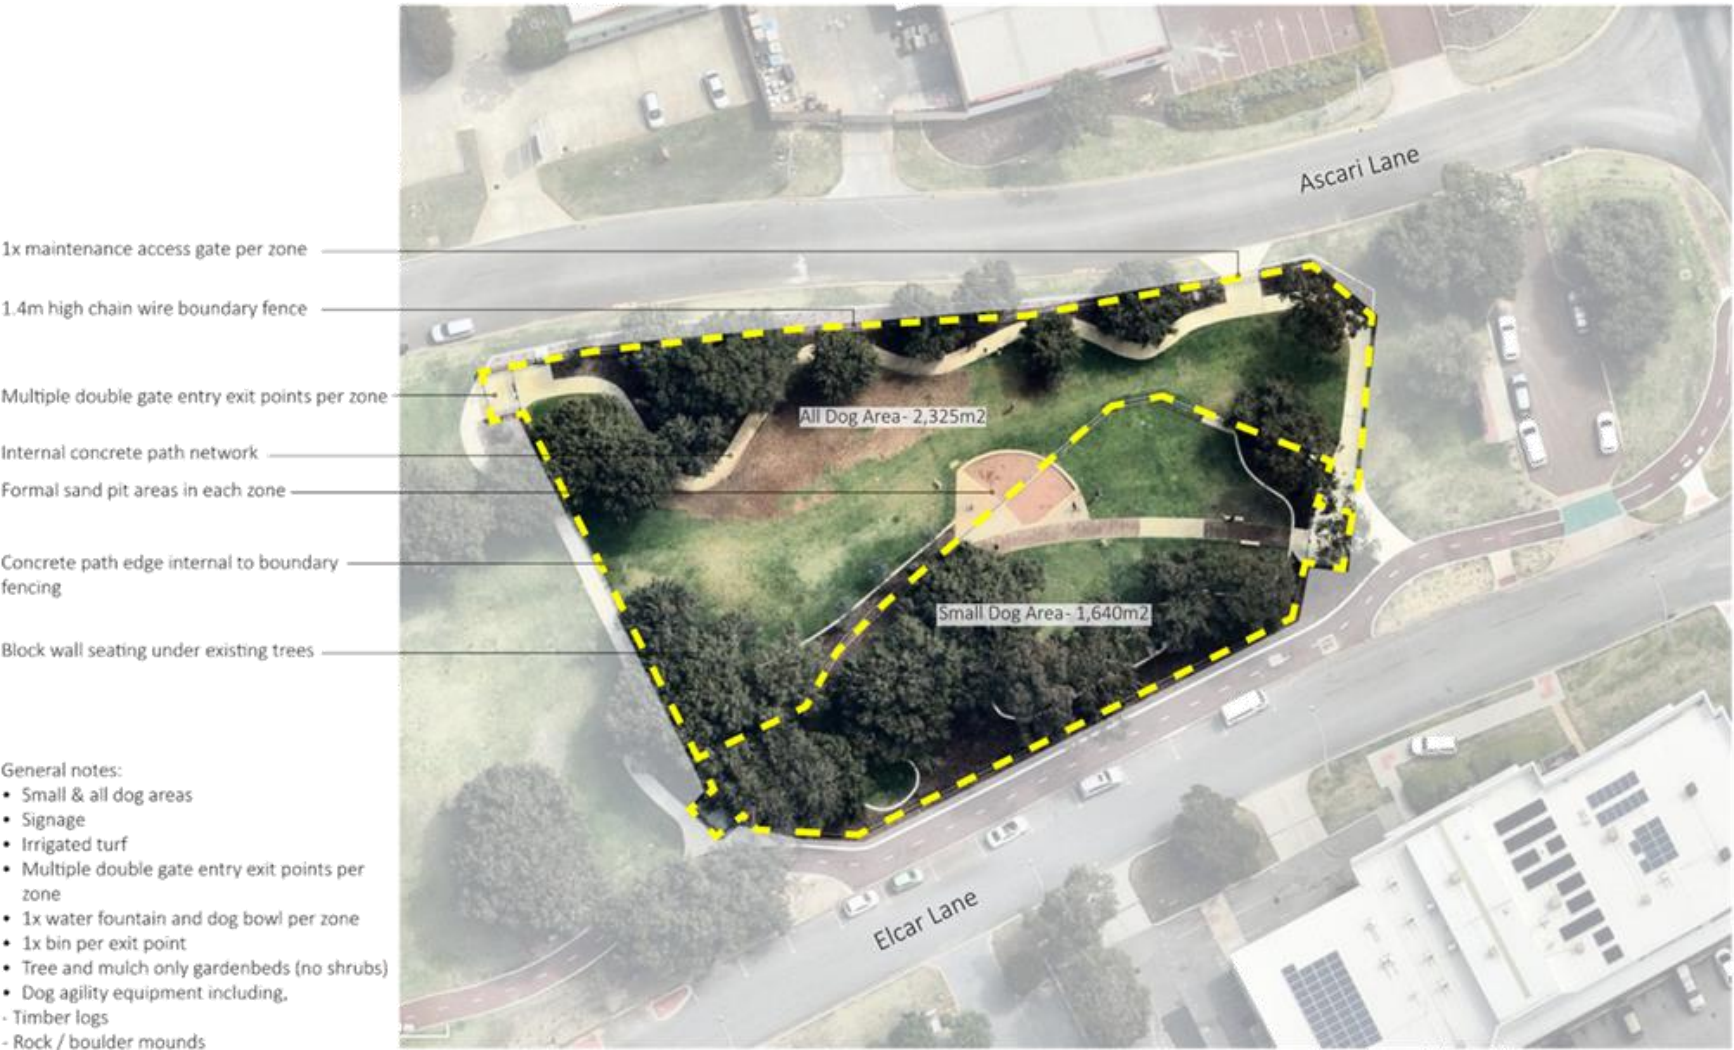 1x maintenance access gate per zone
1.4m high chain wire boundary fence
Multiple double gate entry exit points per zone
Internal concrete path network
Formal sand pit areas in each zone
Concrete path edge internal to boundary
fencing
Block wall seating under existing trees
General notes:
• Small & all dog areas
• Signage
• Irrigated turf
• Multiple double gate entry exit points per
zone
• 1x water fountain and dog bowl per zone
• 1x bin per exit point
• Tree and mulch only gardenbeds (no shrubs)
• Dog agility equipment including,
- Timber logs
- Rock / boulder mounds
Ascari Lane
All Dog Area- 2,325m2
Small Dog Area- 1,640m2
Elcar Lane